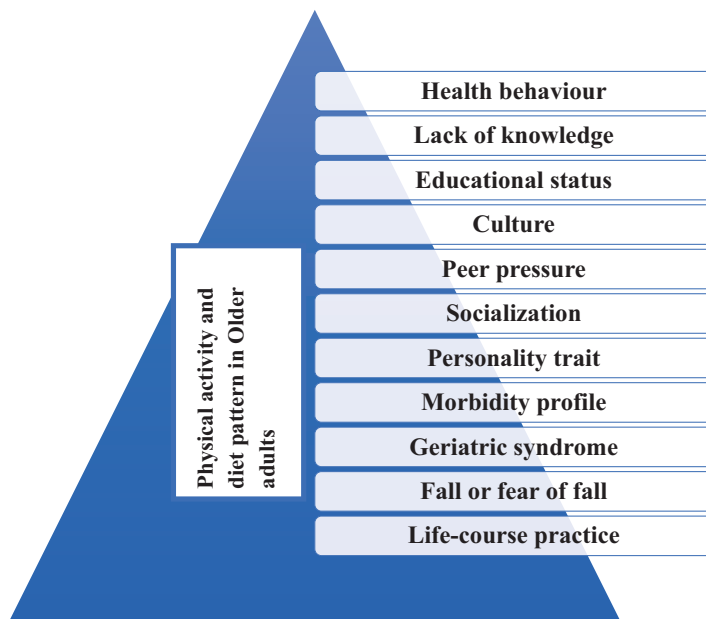 Health behaviour
Lack of knowledge
Educational status
Culture
Peer pressure
Socialization
Personality trait
Morbidity profile
Geriatric syndrome
Fall or fear of fall
Life-course practice
Physical activity and
diet pattern in Older
adults